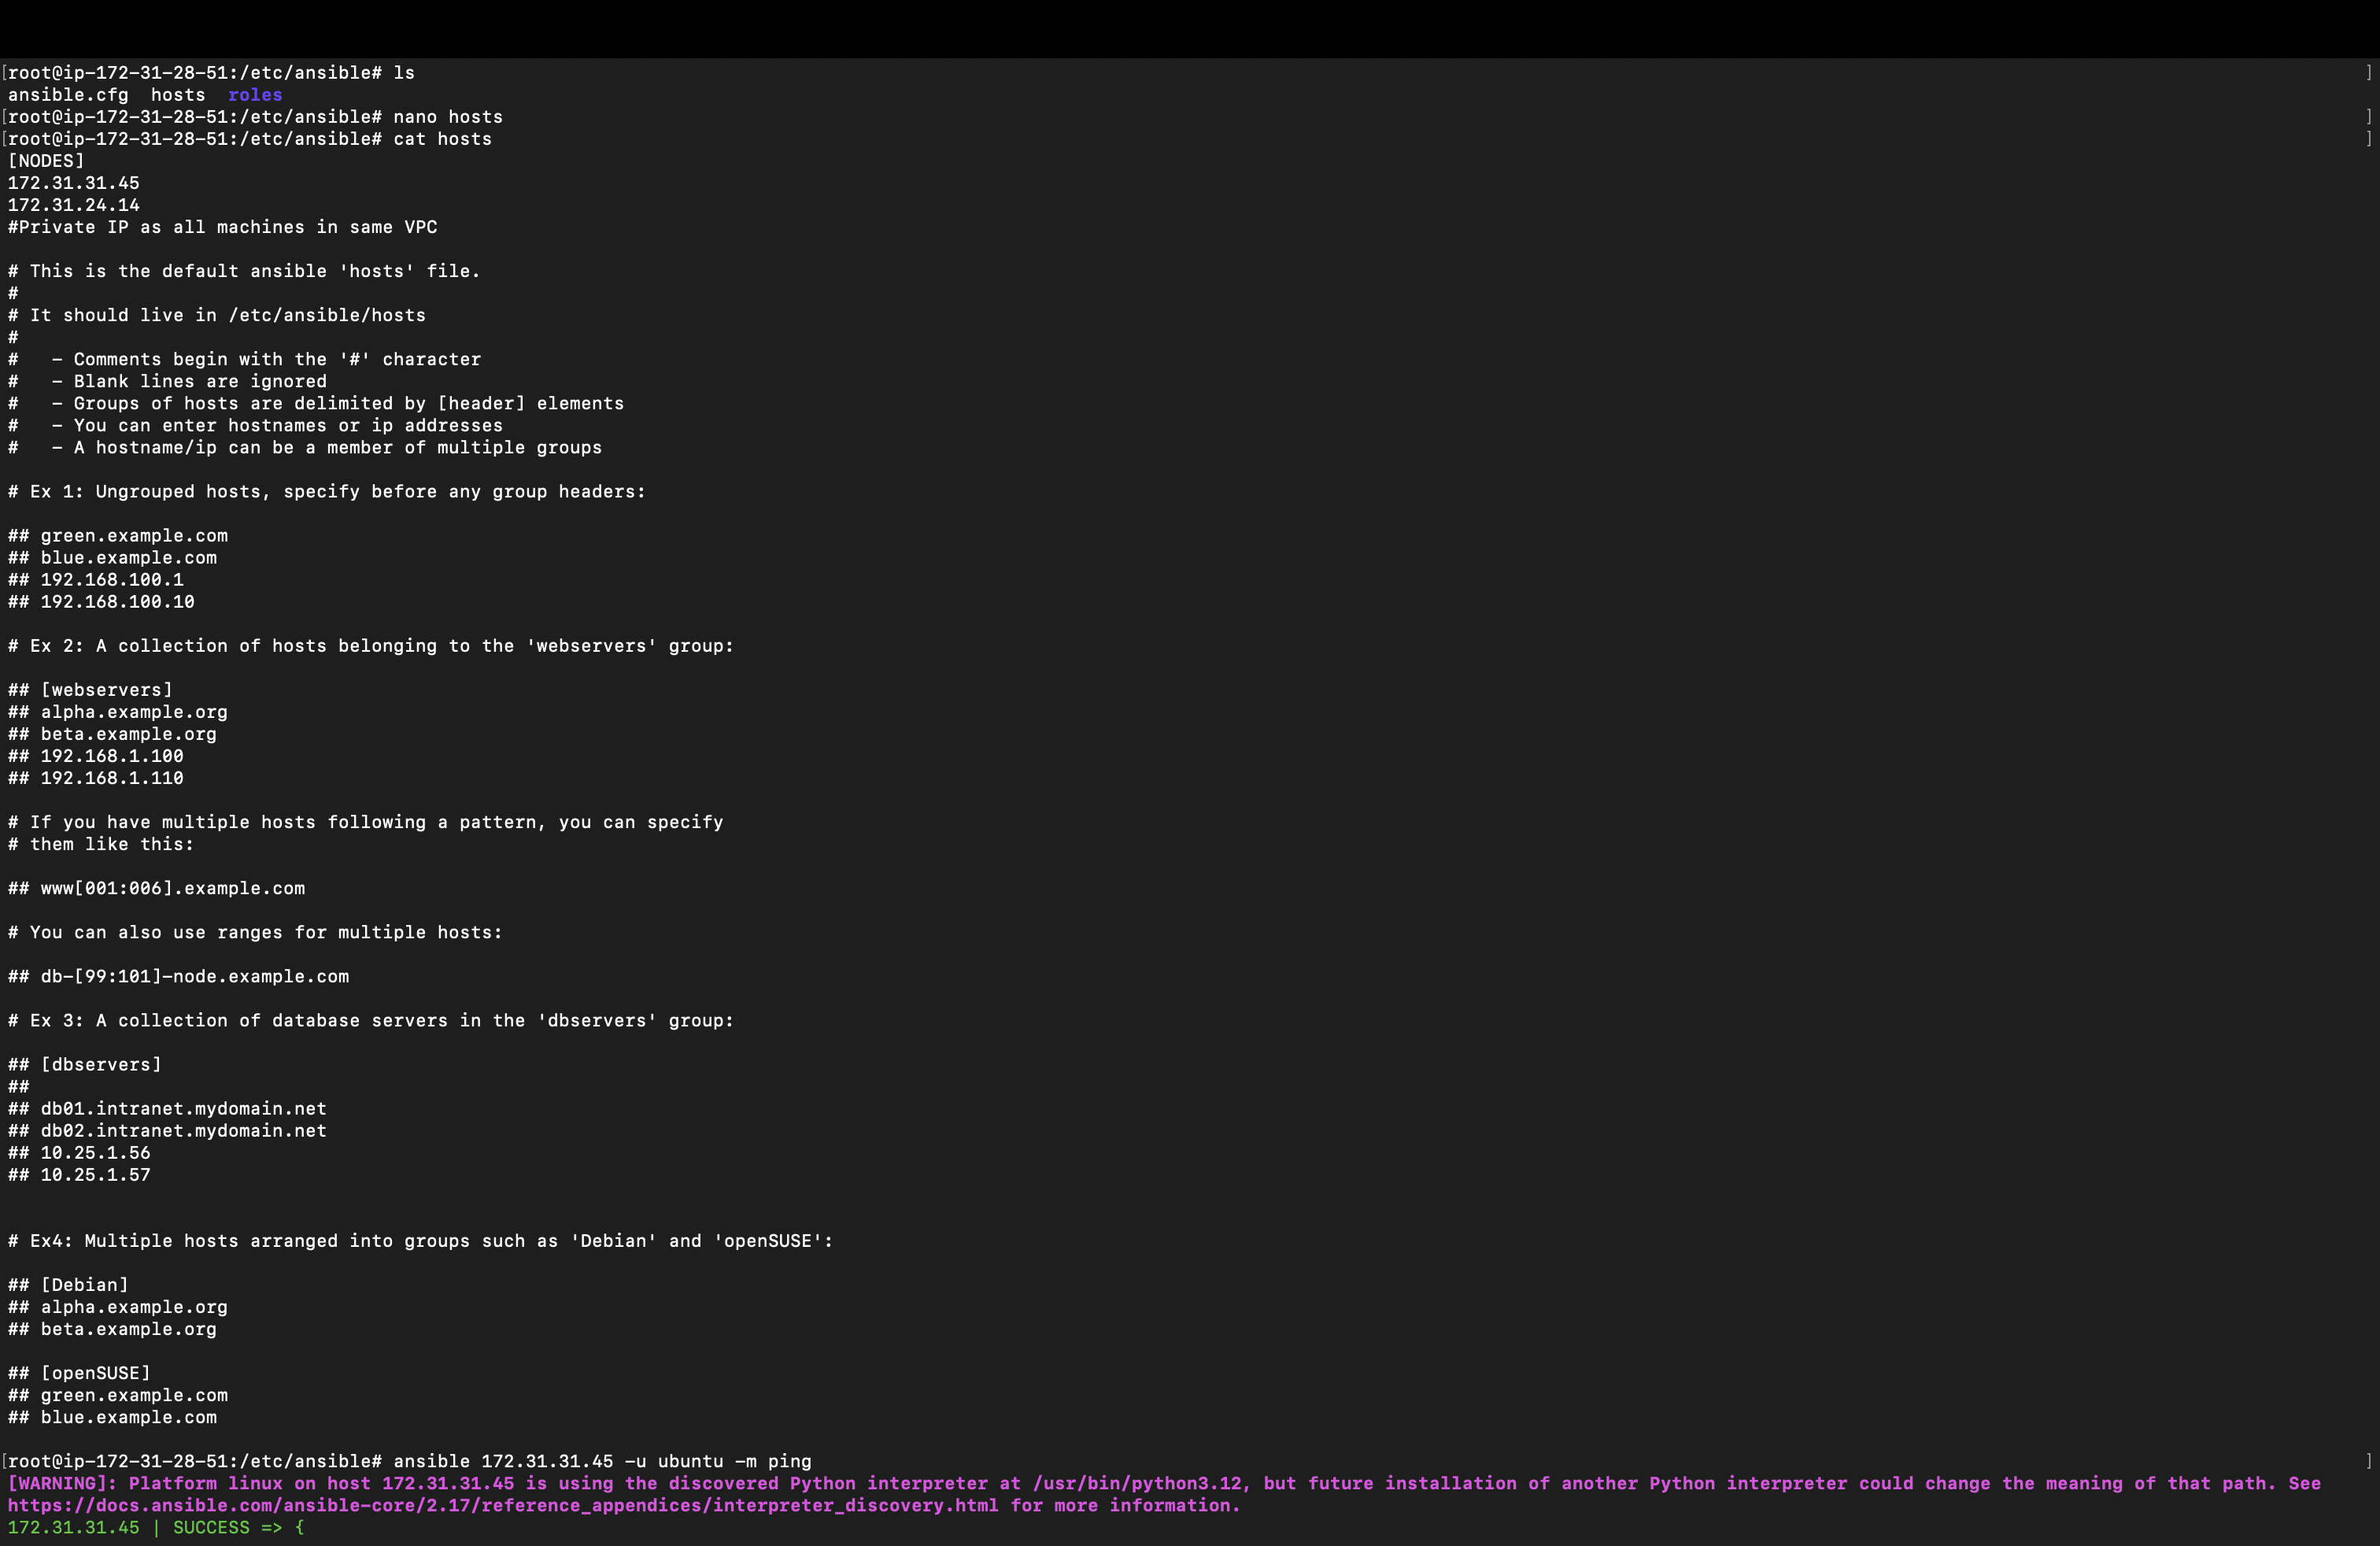 [root@ip-172-31-28-51:/etc/ansible# ls ]
ansible.cfg  hosts  roles
[root@ip-172-31-28-51:/etc/ansible# nano hosts ]
[root@ip-172-31-28-51:/etc/ansible# cat hosts ]
[NODES]
172.31.31.45
172.31.24.14
#Private IP as all machines in same VPC
# This is the default ansible 'hosts' file.
#
# It should live in /etc/ansible/hosts
#
#   - Comments begin with the '#' character
#   - Blank lines are ignored
#   - Groups of hosts are delimited by [header] elements
#   - You can enter hostnames or ip addresses
#   - A hostname/ip can be a member of multiple groups
# Ex 1: Ungrouped hosts, specify before any group headers:
## green.example.com
## blue.example.com
## 192.168.100.1
## 192.168.100.10
# Ex 2: A collection of hosts belonging to the 'webservers' group:
## [webservers]
## alpha.example.org
## beta.example.org
## 192.168.1.100
## 192.168.1.110
# If you have multiple hosts following a pattern, you can specify
# them like this:
## www[001:006].example.com
# You can also use ranges for multiple hosts:
## db-[99:101]-node.example.com
# Ex 3: A collection of database servers in the 'dbservers' group:
## [dbservers]
##
## db01.intranet.mydomain.net
## db02.intranet.mydomain.net
## 10.25.1.56
## 10.25.1.57
# Ex4: Multiple hosts arranged into groups such as 'Debian' and 'openSUSE':
## [Debian]
## alpha.example.org
## beta.example.org
## [openSUSE]
## green.example.com
## blue.example.com
[root@ip-172-31-28-51:/etc/ansible# ansible 172.31.31.45 -u ubuntu -m ping ]
[WARNING]: Platform linux on host 172.31.31.45 is using the discovered Python interpreter at /usr/bin/python3.12, but future installation of another Python interpreter could change the meaning of that path. See
https://docs.ansible.com/ansible-core/2.17/reference_appendices/interpreter_discovery.html for more information.
172.31.31.45 | SUCCESS => {